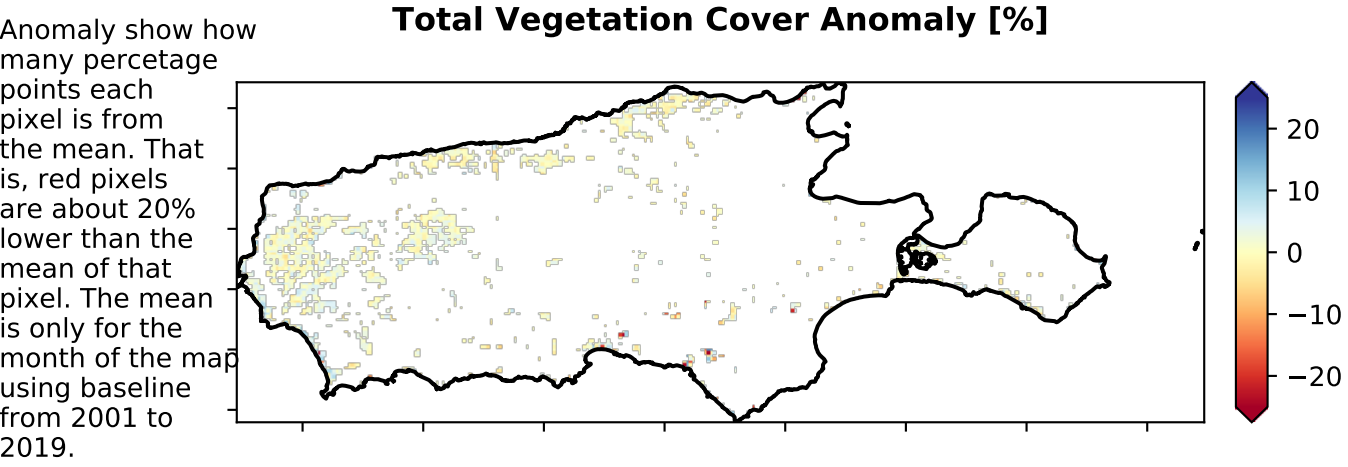 Total Vegetation Cover Anomaly [%]
Anomaly show how
many percetage
points each
pixel is from
the mean. That
is, red pixels
are about 20%
lower than the
mean of that
pixel. The mean
is only for the
month of the map
using baseline
from 2001 to
2019.
20
10
0
−10
−20